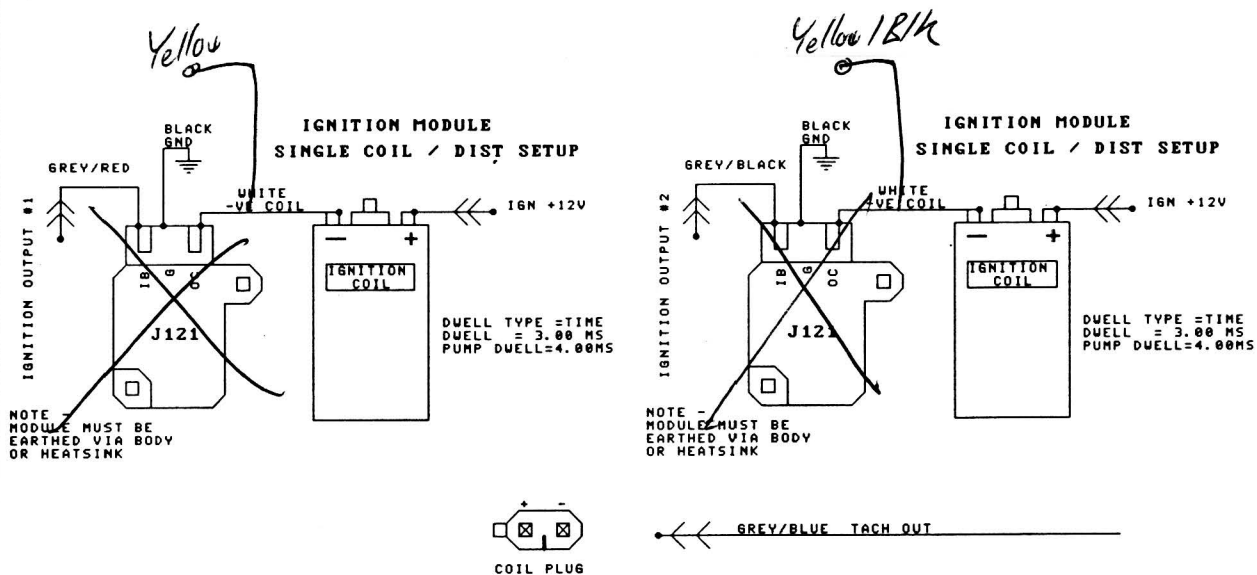 Yellow
BLACK
GND
IGNITION MODULE
SINGLE COIL / DIST SETUP
GREY/RED
WHITE
-VE COIL
IGN +12V
IGNITION OUTPUT #1
IB
G
OC
J121
- +
IGNITION
COIL
DWELL TYPE =TIME
DWELL = 3.00 MS
PUMP DWELL=4.00MS
NOTE -
MODULE MUST BE
EARTHED VIA BODY
OR HEATSINK
Yellow/Blk
BLACK
GND
IGNITION MODULE
SINGLE COIL / DIST SETUP
GREY/BLACK
WHITE
-VE COIL
IGN +12V
IGNITION OUTPUT #2
IB
G
OC
J121
- +
IGNITION
COIL
DWELL TYPE =TIME
DWELL = 3.00 MS
PUMP DWELL=4.00MS
NOTE -
MODULE MUST BE
EARTHED VIA BODY
OR HEATSINK
+ -
COIL PLUG
GREY/BLUE TACH OUT